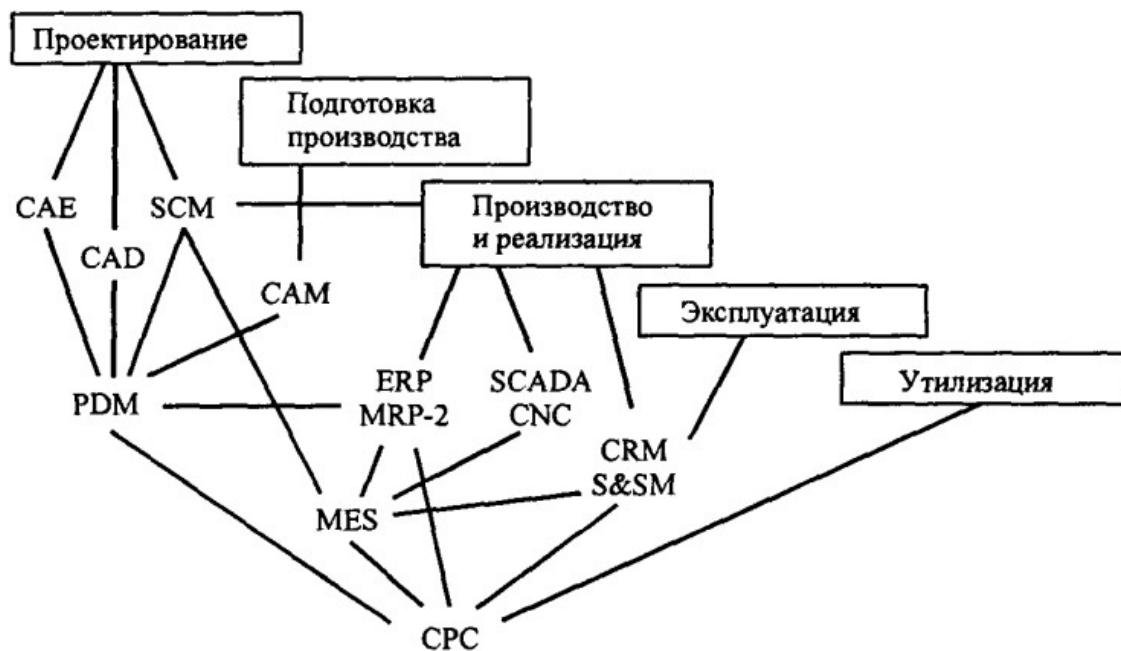 Проектирование
Подготовка
производства
CAE
SCM
Производство
и реализация
CAD
CAM
Эксплуатация
ERP
MRP-2
SCADA
CNC
Утилизация
PDM
CRM
S&SM
MES
CPC